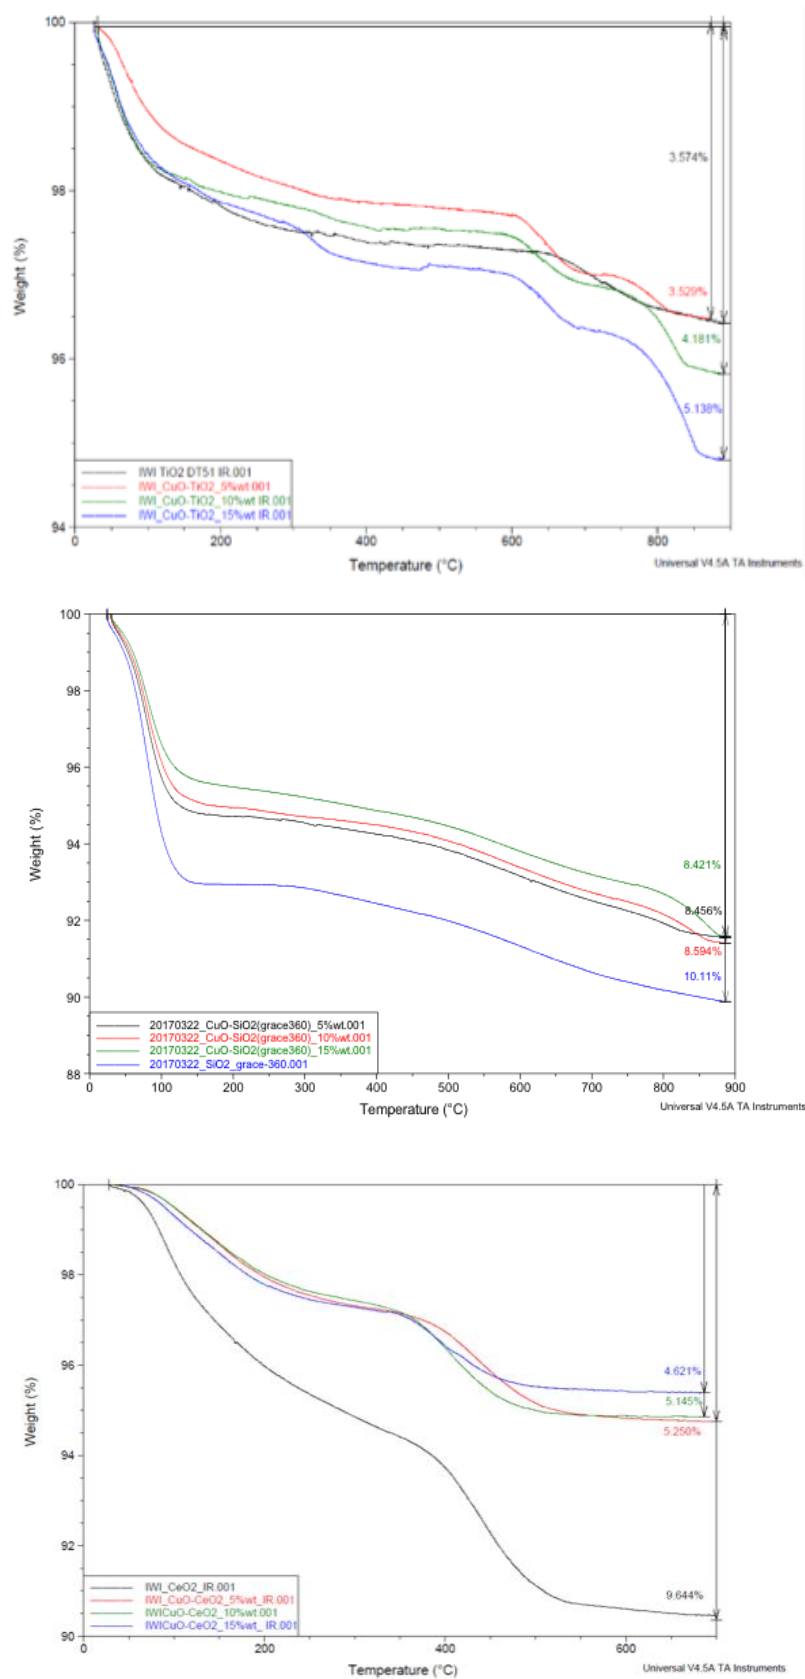 100
3.574%
98
Weight (%)
3.529%
4.181%
96
5.138%
IWI TiO2 DT51 IR.001
IWI_CuO-TiO2_5%wt.001
IWI_CuO-TiO2_10%wt IR.001
IWI_CuO-TiO2_15%wt IR.001
94
0 200 400 600 800
Temperature (°C)
Universal V4.5A TA Instruments
100
98
96
94
Weight (%)
8.421%
8.456%
92
8.594%
10.11%
90
20170322_CuO-SiO2(grace360)_5%wt.001
20170322_CuO-SiO2(grace360)_10%wt.001
20170322_CuO-SiO2(grace360)_15%wt.001
20170322_SiO2_grace-360.001
88
0 100 200 300 400 500 600 700 800 900
Temperature (°C)
Universal V4.5A TA Instruments
100
98
96
4.621%
5.145%
Weight (%)
5.250%
94
92
9.644%
IWI_CeO2_IR.001
IWI_CuO-CeO2_5%wt_IR.001
IWICuO-CeO2_10%wt.001
IWICuO-CeO2_15%wt_ IR.001
90
0 200 400 600
Temperature (°C)
Universal V4.5A TA Instruments